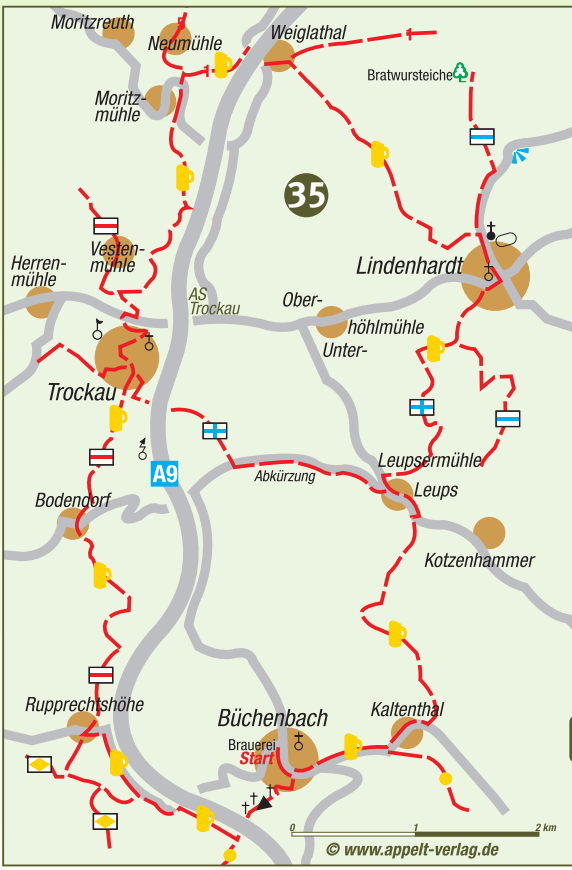 Moritzreuth
Neumühle
Weiglathal
Bratwursteiche
Moritz-
mühle
35
Vesten-
mühle
Herren-
mühle
Lindenhardt
AS
Trockau
Ober-
höhlmühle
Unter-
Trockau
Leupsermühle
A9
Abkürzung
Leups
Bodendorf
Kotzenhammer
Rupprechtshöhe
Büchenbach
Kaltenthal
Brauerei
Start
0 1 2 km
© www.appelt-verlag.de